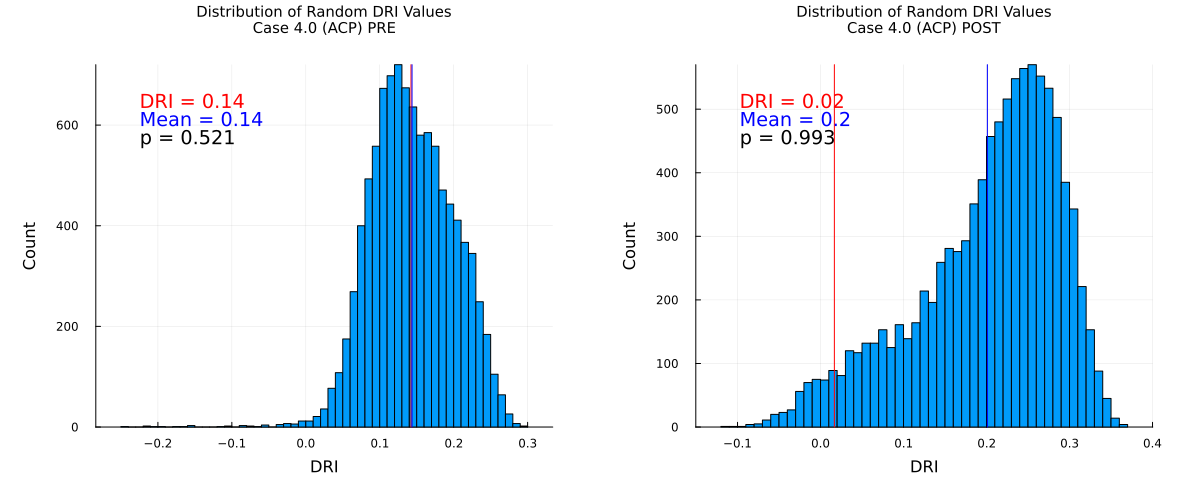 Distribution of Random DRI Values
Case 4.0 (ACP) PRE
DRI = 0.14
Mean = 0.14
p = 0.521
Count
600
400
200
0
−0.2
−0.1
0.0
0.1
0.2
0.3
DRI
Distribution of Random DRI Values
Case 4.0 (ACP) POST
DRI = 0.02
Mean = 0.2
p = 0.993
Count
500
400
300
200
100
0
−0.1
0.0
0.1
0.2
0.3
0.4
DRI